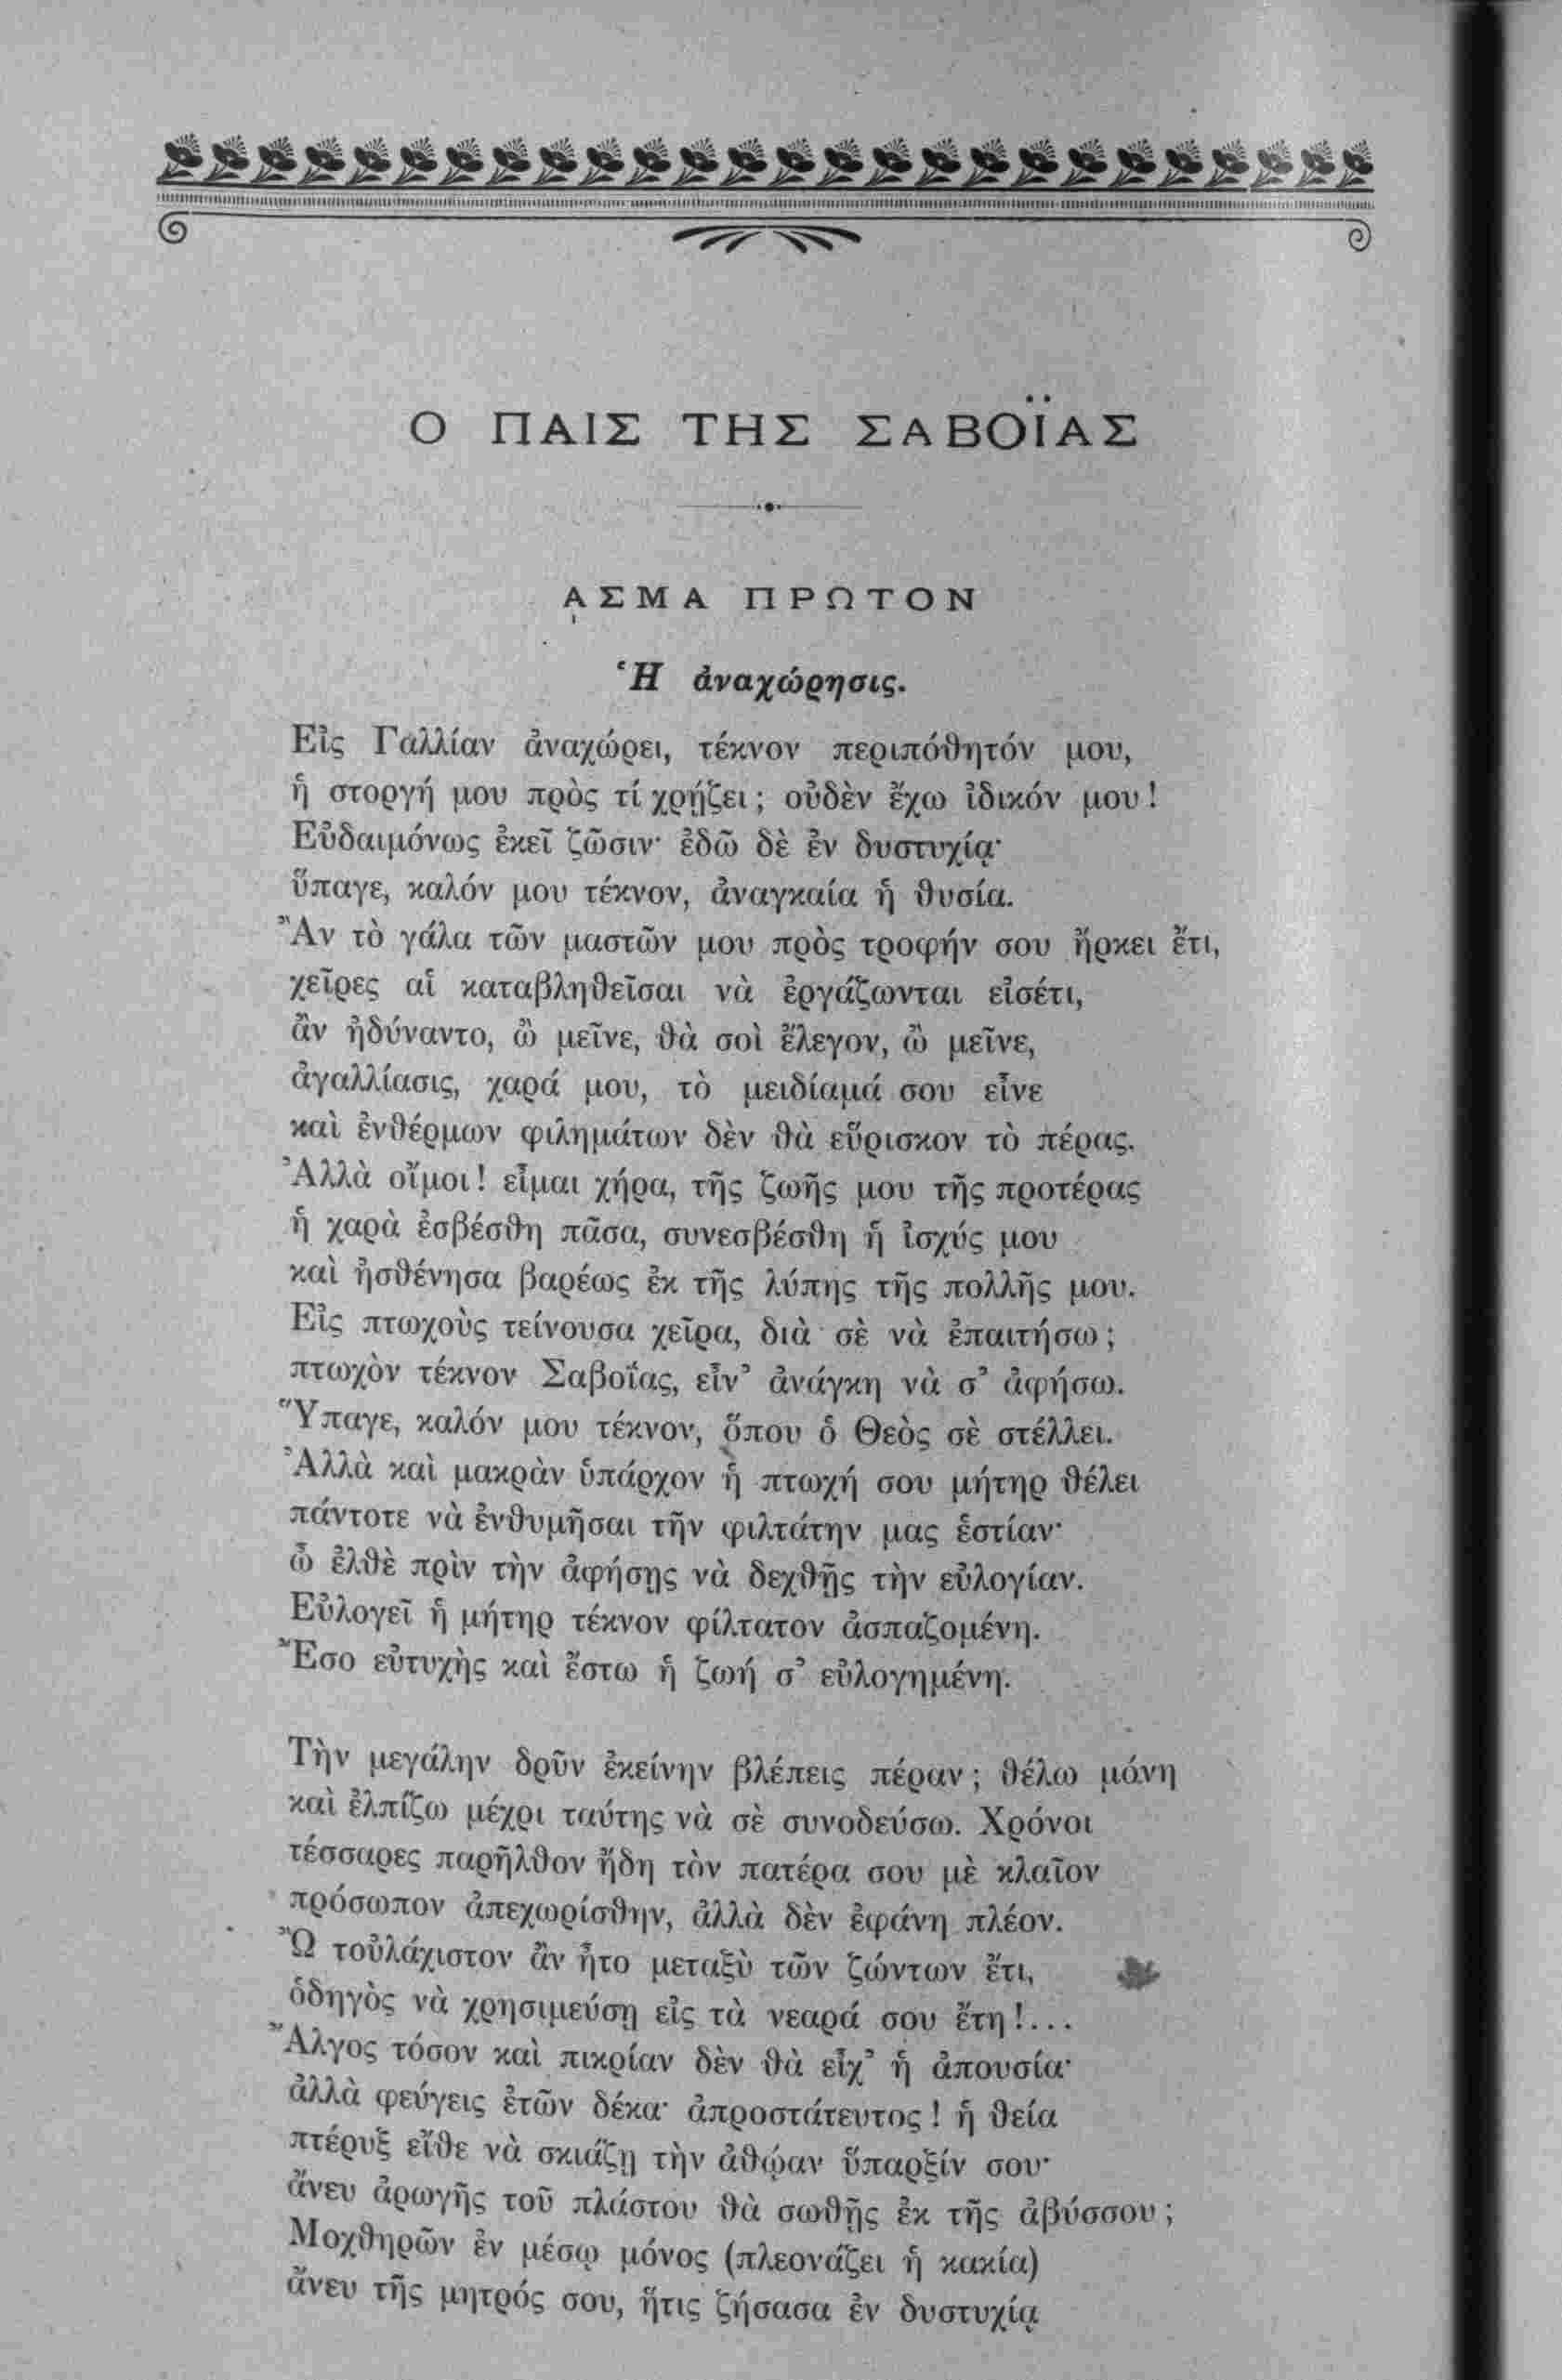 Ο ΠΑΙΣ ΤΗΣ ΣΑΒΟΪΑΣ
ᾼΣΜΑ ΠΡΩΤΟΝ
Ἡ ἀναχώρησις.
Εἰς Γαλλίαν ἀναχώρει, τέκνον περιπόθητόν μου,
ἡ στοργή μου πρὸς τί χρῄζει; οὐδὲν ἔχω ἰδικόν μου!
Εὐδαιμόνως ἐκεῖ ζῶσιν· ἐδῶ δὲ ἐν δυστυχίᾳ·
ὕπαγε, καλόν μου τέκνον, ἀναγκαία ἡ θυσία.
Ἂν τὸ γάλα τῶν μαστῶν μου πρὸς τροφήν σου ἤρκει ἔτι,
χεῖρες αἱ καταβληθεῖσαι νὰ ἐργάζωνται εἰσέτι,
ἂν ἠδύναντο, ὢ μεῖνε, θὰ σοὶ ἔλεγον, ὢ μεῖνε,
ἀγαλλίασις, χαρά μου, τὸ μειδίαμά σου εἶνε
καὶ ἐνθέρμων φιλημάτων δὲν θὰ εὕρισκον τὸ πέρας.
Ἀλλὰ οἴμοι! εἶμαι χήρα, τῆς ζωῆς μου τῆς προτέρας
ἡ χαρὰ ἐσβέσθη πᾶσα, συνεσβέσθη ἡ ἰσχύς μου
καὶ ἠσθένησα βαρέως ἐκ τῆς λύπης τῆς πολλῆς μου.
Εἰς πτωχοὺς τείνουσα χεῖρα, διὰ σὲ νὰ ἐπαιτήσω;
πτωχὸν τέκνον Σαβοΐας, εἶν’ ἀνάγκη νὰ σ’ ἀφήσω.
Ὕπαγε, καλόν μου τέκνον, ὅπου ὁ Θεὸς σὲ στέλλει.
Ἀλλὰ καὶ μακρὰν ὑπάρχον ἡ πτωχή σου μήτηρ θέλει
πάντοτε νὰ ἐνθυμῆσαι τῆν φιλτάτην μας ἑστίαν·
ὦ ἐλθὲ πρὶν τὴν ἀφήσῃς νὰ δεχθῇς τὴν εὐλογίαν.
Εὐλογεῖ ἡ μήτηρ τέκνον φίλτατον ἀσπαζομένη.
Ἔσο εὐτυχὴς καὶ ἔστω ἡ ζωή σ’ εὐλογημένη.
Τὴν μεγάλην δρῦν ἐκείνην βλέπεις πέραν; θέλω μόνη
καὶ ἐλπίζω μέχρι ταύτης νὰ σὲ συνοδεύσω. Χρόνοι
τέσσαρες παρῆλθον ἤδη τὸν πατέρα σου μὲ κλαῖον
πρόσωπον ἀπεχωρίσθην, ἀλλὰ δὲν ἐφάνη πλέον.
Ὢ τοὐλάχιστον ἂν ἦτο μεταξὺ τῶν ζώντων ἔτι,
ὁδηγὸς νὰ χρησιμεύσῃ εἰς τὰ νεαρά σου ἔτη!...
Ἄλγος τόσον καὶ πικρίαν δὲν θὰ εἶχ’ ἡ ἀπουσία·
ἀλλὰ φεύγεις ἐτῶν δέκα· ἀπροστάτευτος! ἡ θεία
πτέρυξ εἴθε νὰ σκιάζῃ τὴν ἀθῴαν ὕπαρξίν σου·
ἄνευ ἀρωγῆς τοῦ πλάστου θὰ σωθῇς ἐκ τῆς ἀβύσσου;
Μοχθηρῶν ἐν μέσῳ μόνος (πλεονάζει ἡ κακία)
ἄνευ τῆς μητρός σου, ἥτις ζήσασα ἐν δυστυχίᾳ